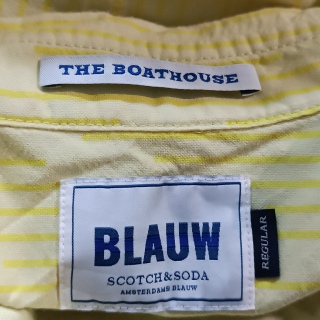 THE BOATHOUSE
BLAUW
SCOTCH&SODA
AMSTERDAMS BLAUW
REGULAR